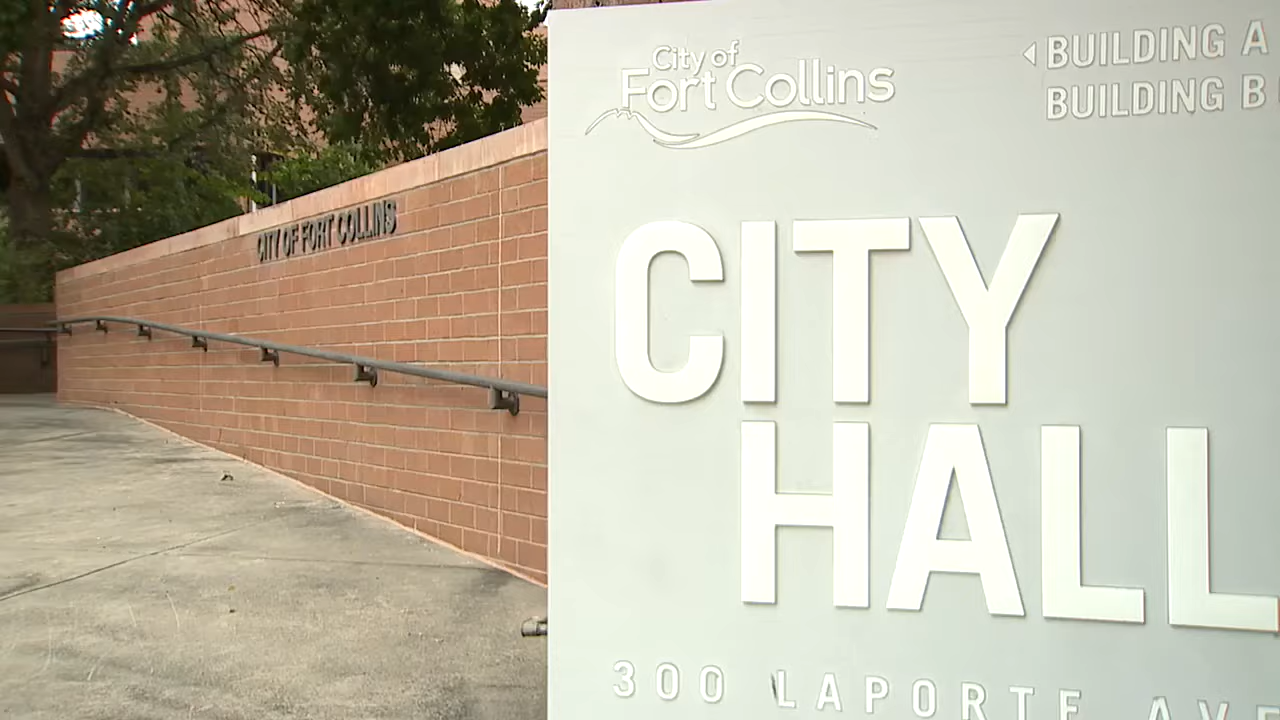 CITY OF FORT COLLINS
City of
Fort Collins
BUILDING A
BUILDING B
CITY
HALL
300 LAPORTE AVE